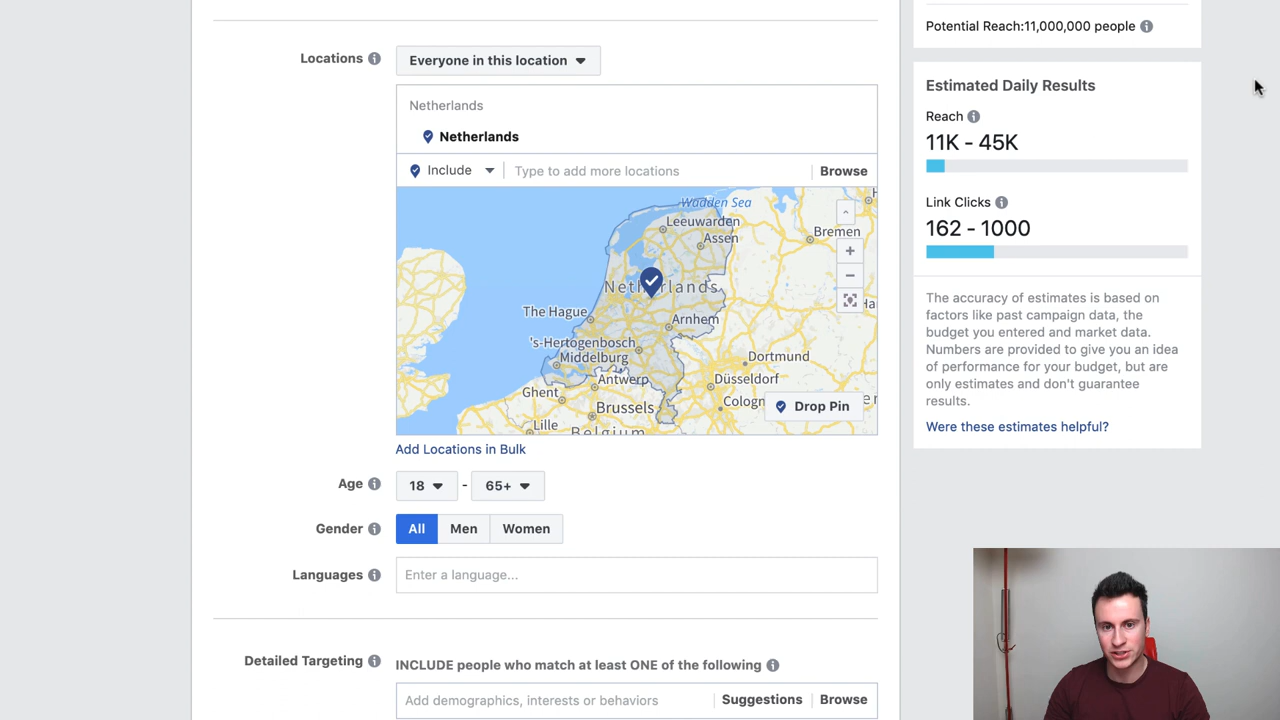 Potential Reach:11,000,000 people
Locations
Everyone in this location
Netherlands
Netherlands
Include
Type to add more locations
Browse
Wadden Sea
Leeuwarden
Assen
Bremen
Netherlands
The Hague
Arnhem
's-Hertogenbosch
Middelburg
Dortmund
Antwerp
Düsseldorf
Ghent
Cologne
Brussels
Lille
Belgium
Drop Pin
Add Locations in Bulk
Age
18
-
65+
Gender
All
Men
Women
Languages
Enter a language...
Detailed Targeting
INCLUDE people who match at least ONE of the following
Add demographics, interests or behaviors
Suggestions
Browse
Estimated Daily Results
Reach
11K - 45K
Link Clicks
162 - 1000
The accuracy of estimates is based on
factors like past campaign data, the
budget you entered and market data.
Numbers are provided to give you an idea
of performance for your budget, but are
only estimates and don't guarantee
results.
Were these estimates helpful?